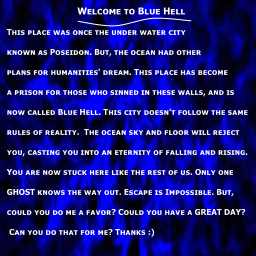 Welcome to Blue Hell
This place was once the under water city
known as Poseidon. But, the ocean had other
plans for humanities' dream. This place has become
a prison for those who sinned in these walls, and is
now called Blue Hell. This city doesn't follow the same
rules of reality. The ocean sky and floor will reject
you, casting you into an eternity of falling and rising.
You are now stuck here like the rest of us. Only one
GHOST knows the way out. Escape is Impossible. But,
could you do me a favor? Could you have a GREAT DAY?
Can you do that for me? Thanks :)